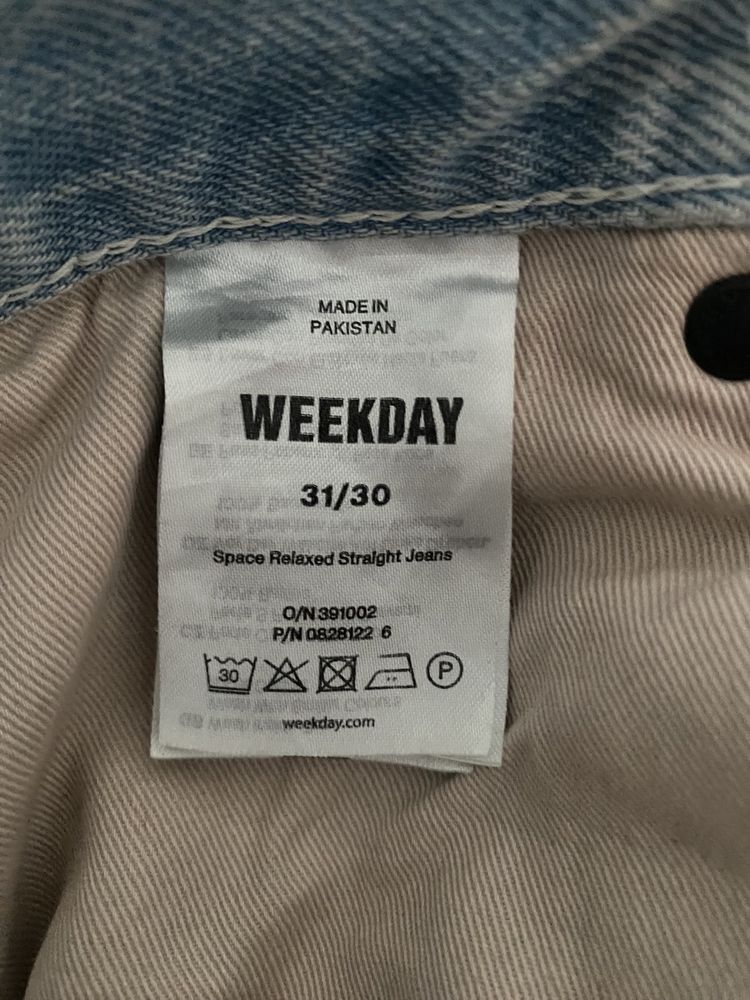 MADE IN
PAKISTAN
WEEKDAY
31/30
Space Relaxed Straight Jeans
O/N 391002
P/N 0828122 6
30
P
weekday.com